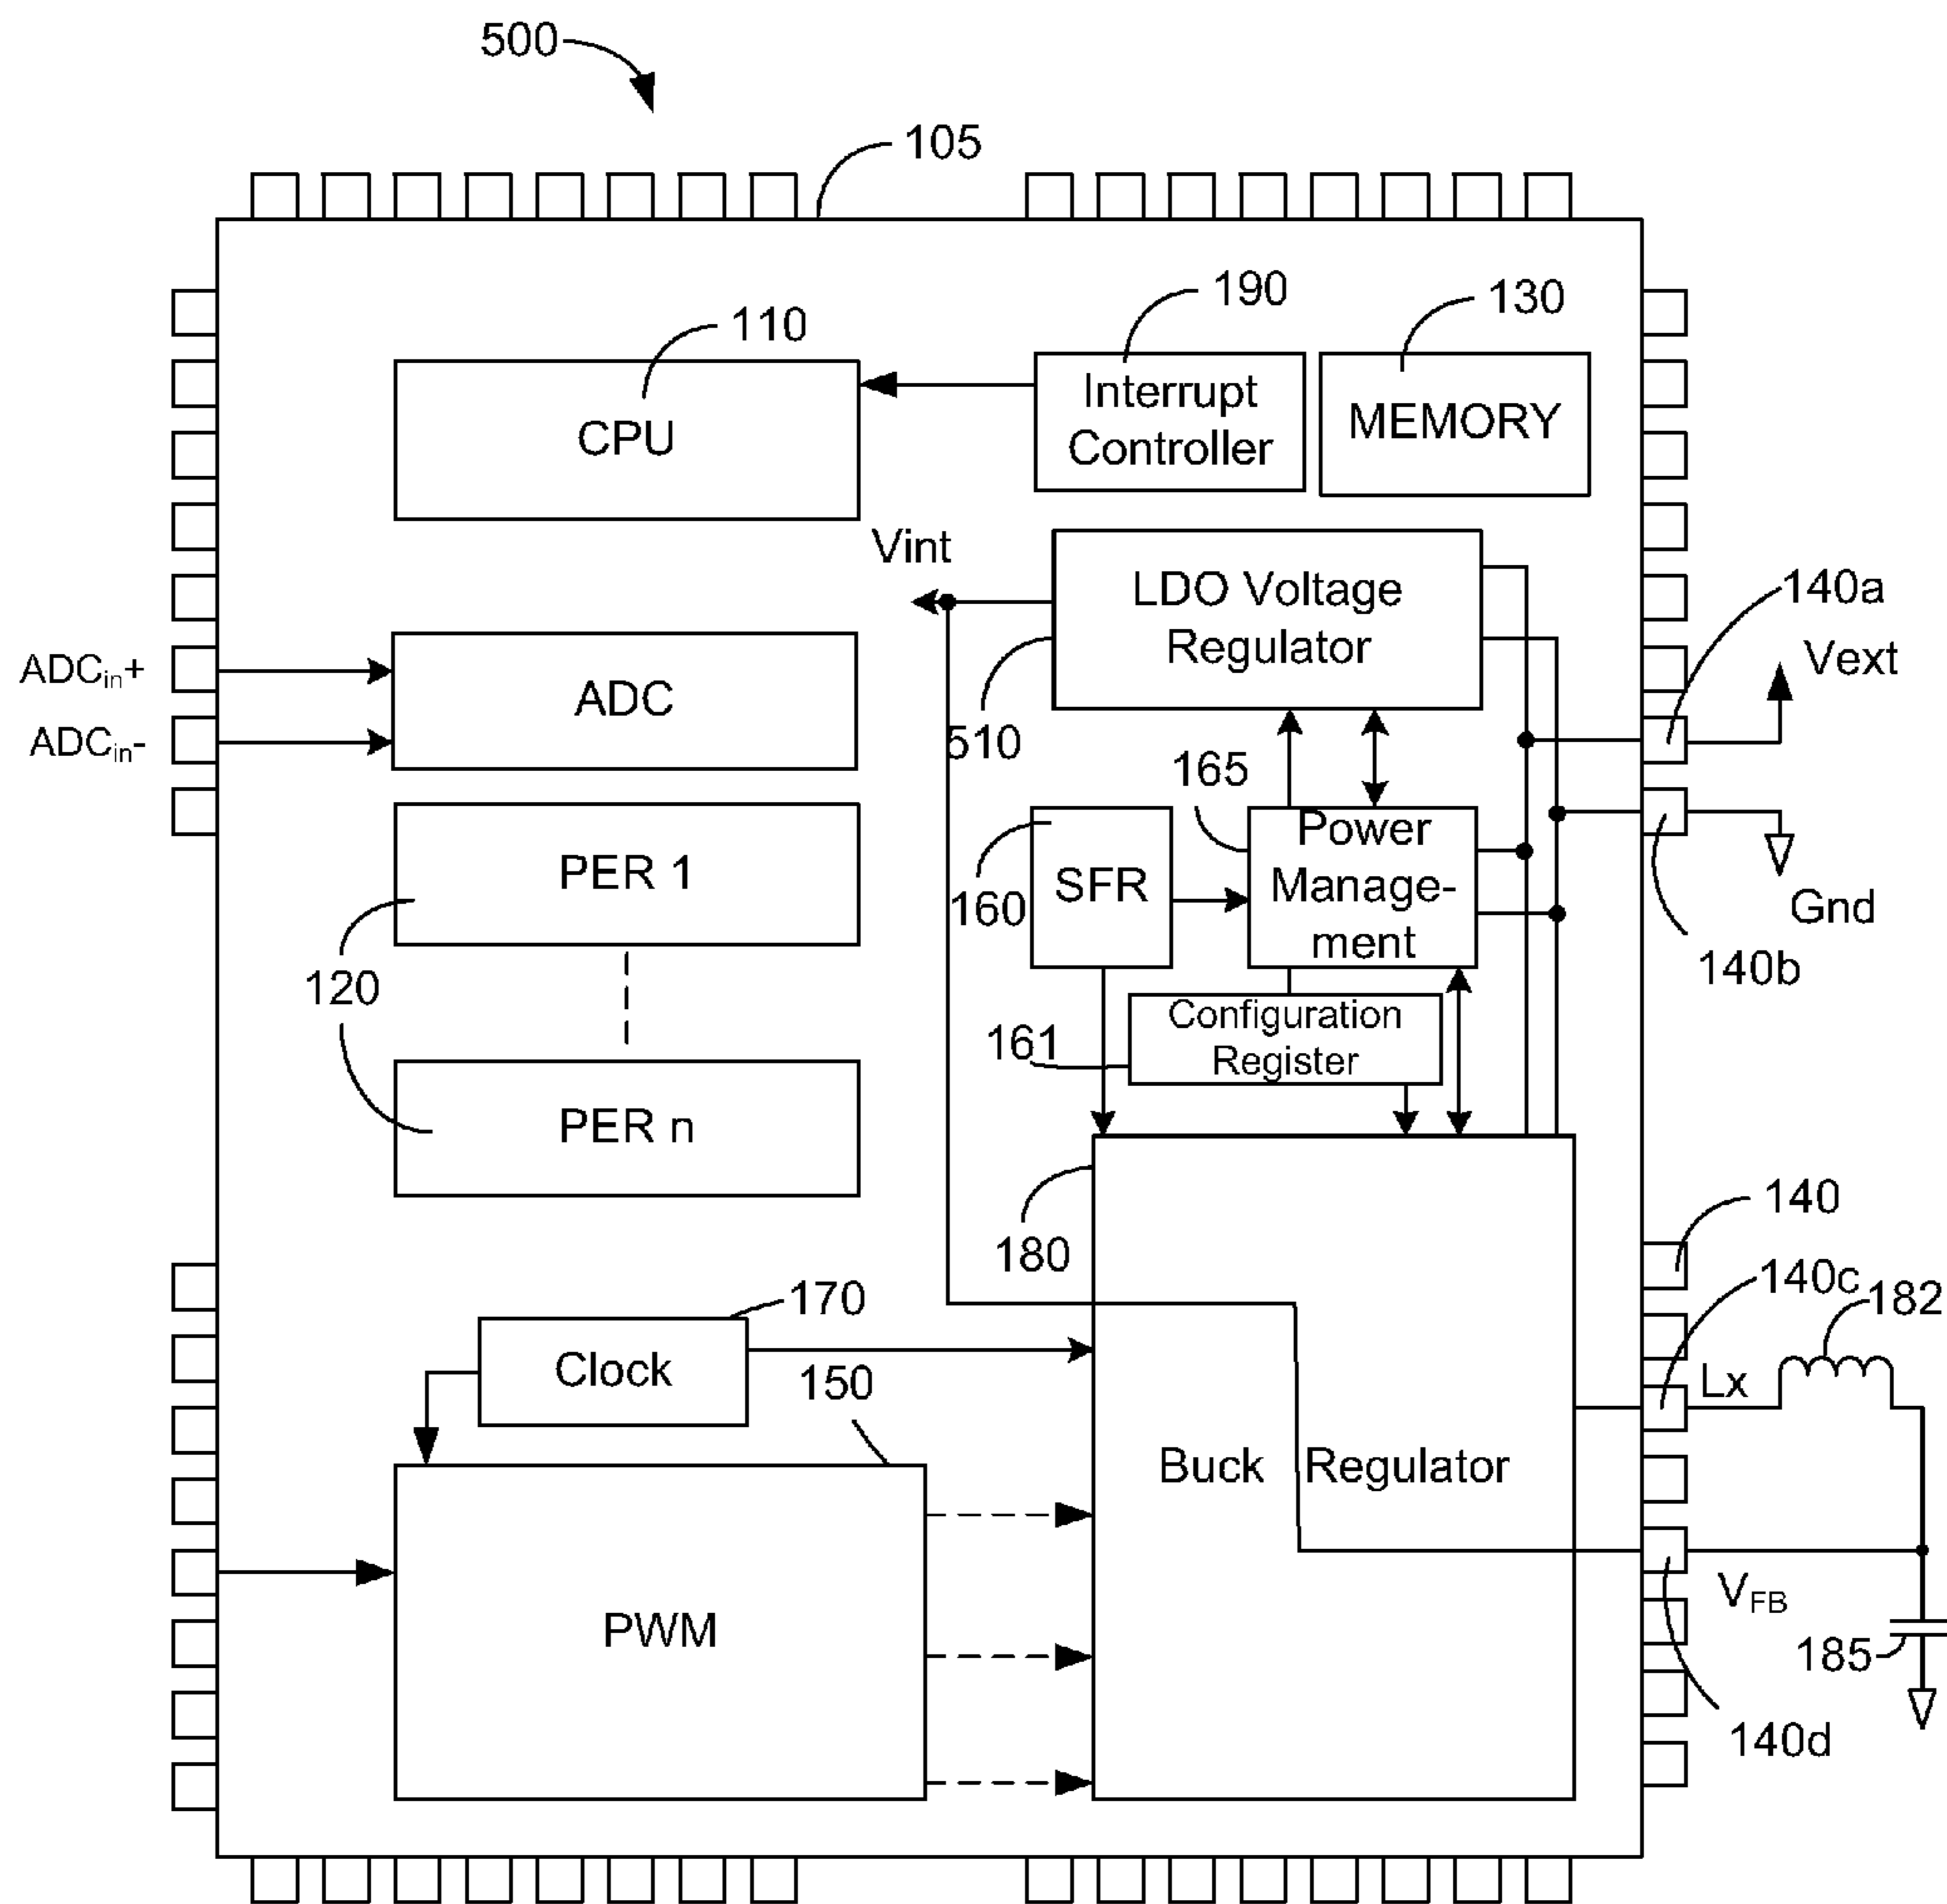 500
105
190
130
110
CPU
Interrupt
Controller
MEMORY
Vint
LDO Voltage
Regulator
140a
Vext
ADCin+
ADCin-
ADC
510
165
PER 1
160
SFR
Power
Manage-
ment
Gnd
140b
120
161
Configuration
Register
PER n
180
140
140c
182
170
Clock
150
Lx
Buck Regulator
PWM
VFB
185
140d